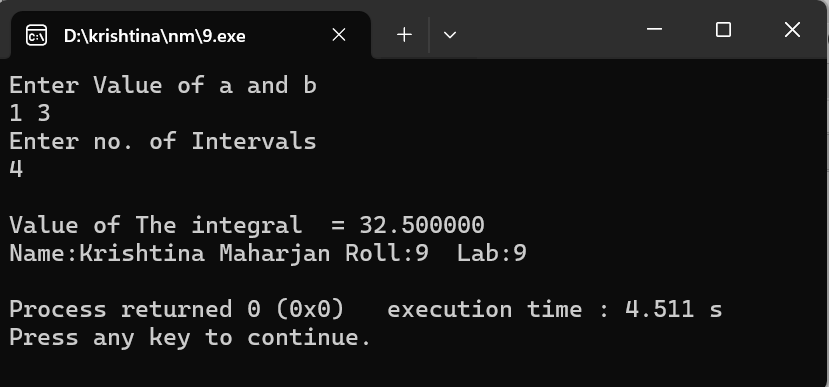 D:\krishtina\nm\9.exe
Enter Value of a and b
1 3
Enter no. of Intervals
4
Value of The integral  = 32.500000
Name:Krishtina Maharjan Roll:9  Lab:9
Process returned 0 (0x0)   execution time : 4.511 s
Press any key to continue.